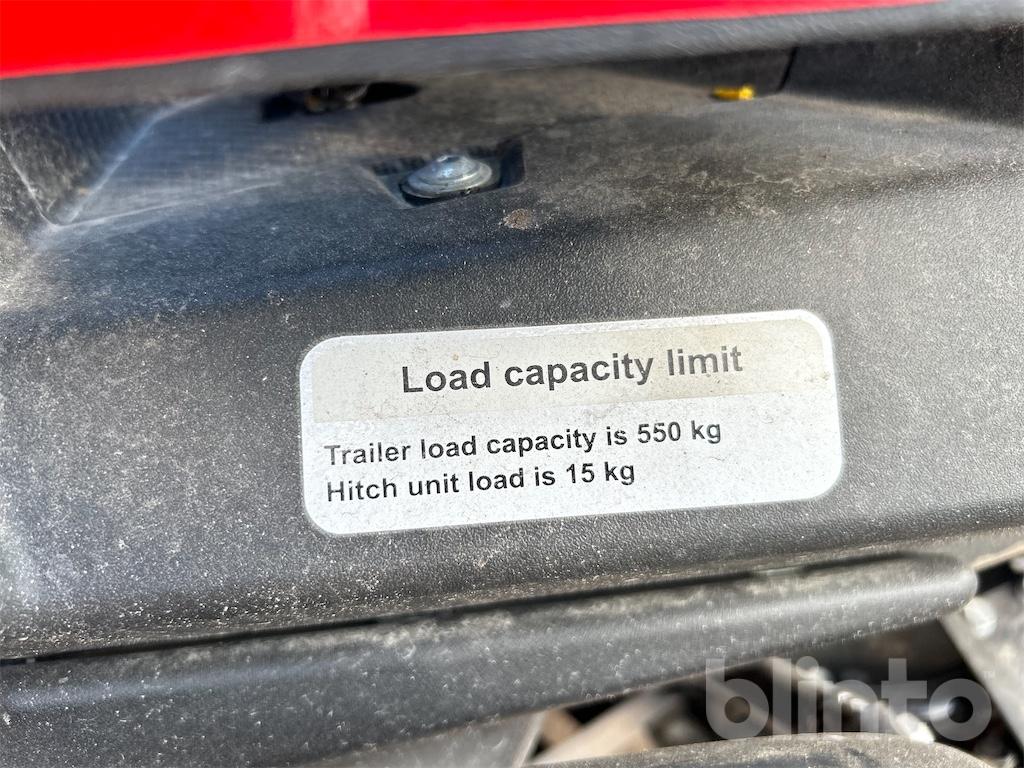 Load capacity limit
Trailer load capacity is 550 kg
Hitch unit load is 15 kg
blinto